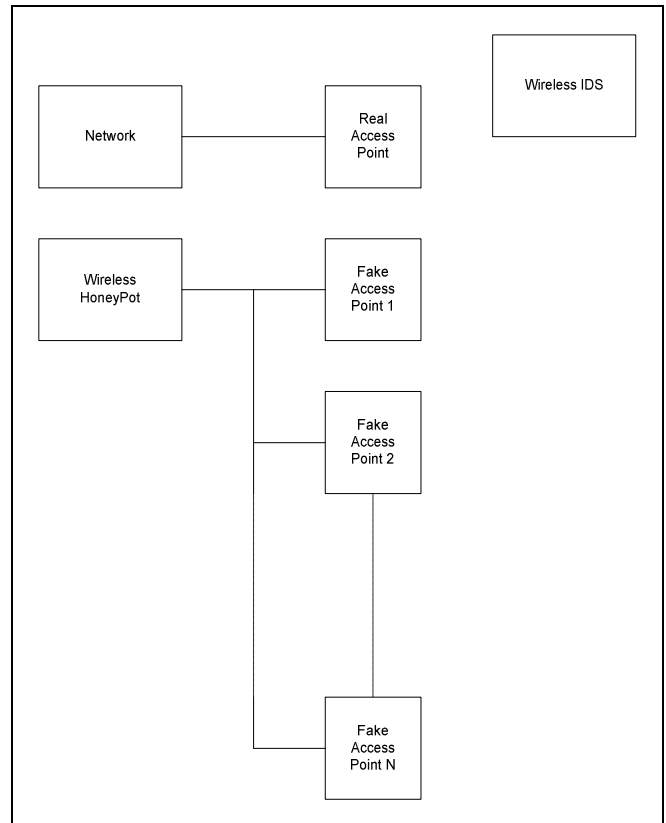 Wireless IDS
Network
Real
Access
Point
Wireless
HoneyPot
Fake
Access
Point 1
Fake
Access
Point 2
Fake
Access
Point N